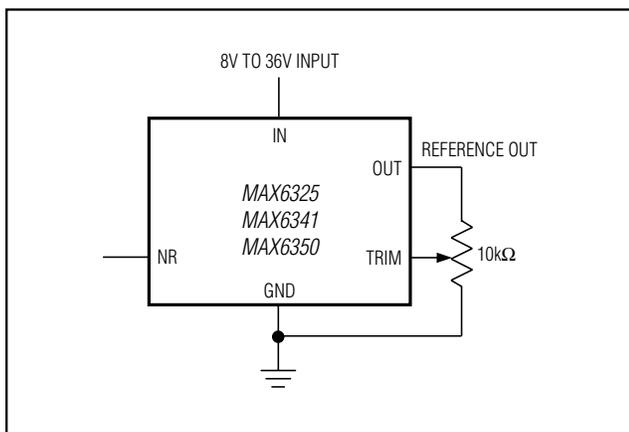 8V TO 36V INPUT
IN
REFERENCE OUT
OUT
MAX6325
MAX6341
MAX6350
NR
TRIM
10kΩ
GND